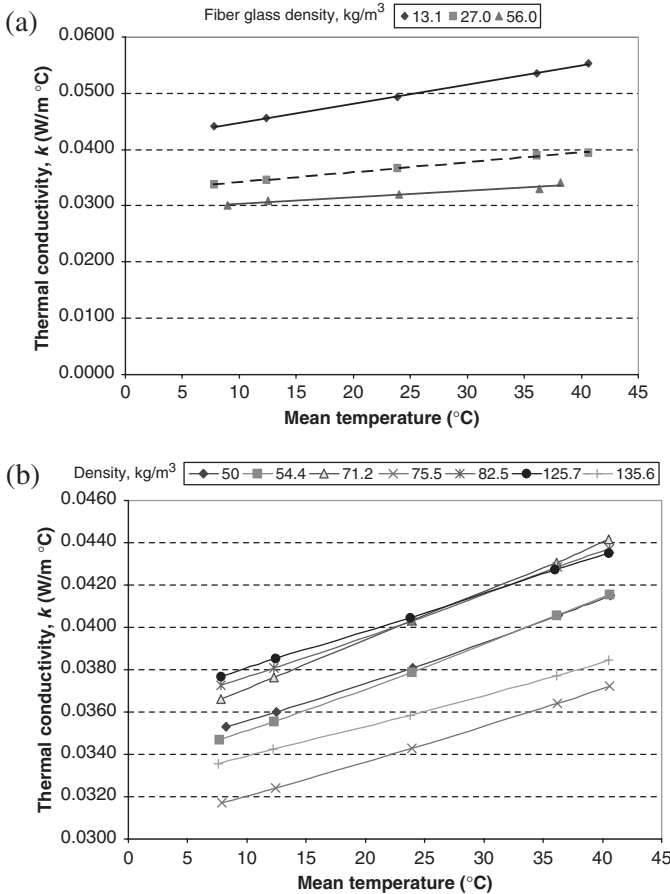 (a)
Fiber glass density, kg/m³ 13.1 27.0 56.0
Thermal conductivity, k (W/m °C)
0.0600
0.0500
0.0400
0.0300
0.0200
0.0100
0.0000
0 5 10 15 20 25 30 35 40 45
Mean temperature (°C)
(b)
Density, kg/m³ 50 54.4 71.2 75.5 82.5 125.7 135.6
Thermal conductivity, k (W/m °C)
0.0460
0.0440
0.0420
0.0400
0.0380
0.0360
0.0340
0.0320
0.0300
0 5 10 15 20 25 30 35 40 45
Mean temperature (°C)